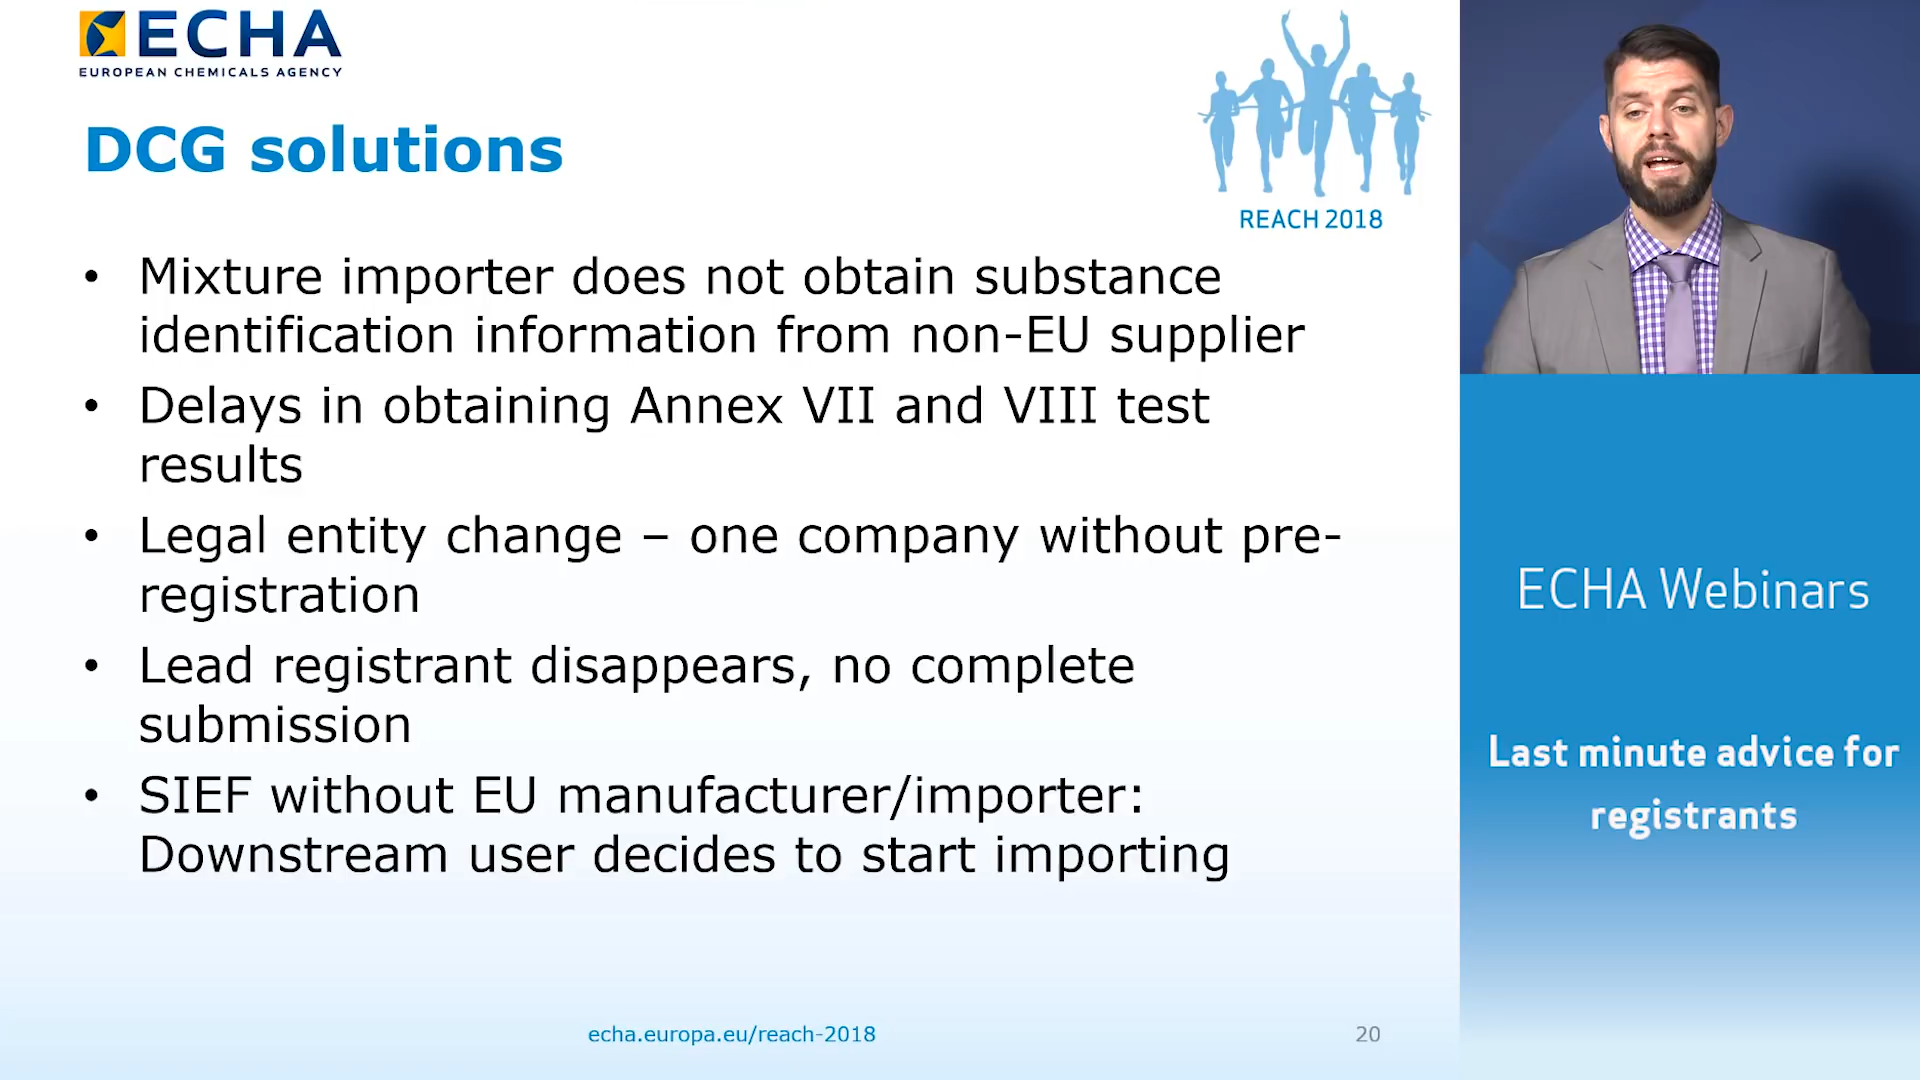 ECHA
EUROPEAN CHEMICALS AGENCY
DCG solutions
REACH 2018
• Mixture importer does not obtain substance
identification information from non-EU supplier
• Delays in obtaining Annex VII and VIII test
results
• Legal entity change – one company without pre-
registration
• Lead registrant disappears, no complete
submission
• SIEF without EU manufacturer/importer:
Downstream user decides to start importing
echa.europa.eu/reach-2018
20
ECHA Webinars
Last minute advice for
registrants